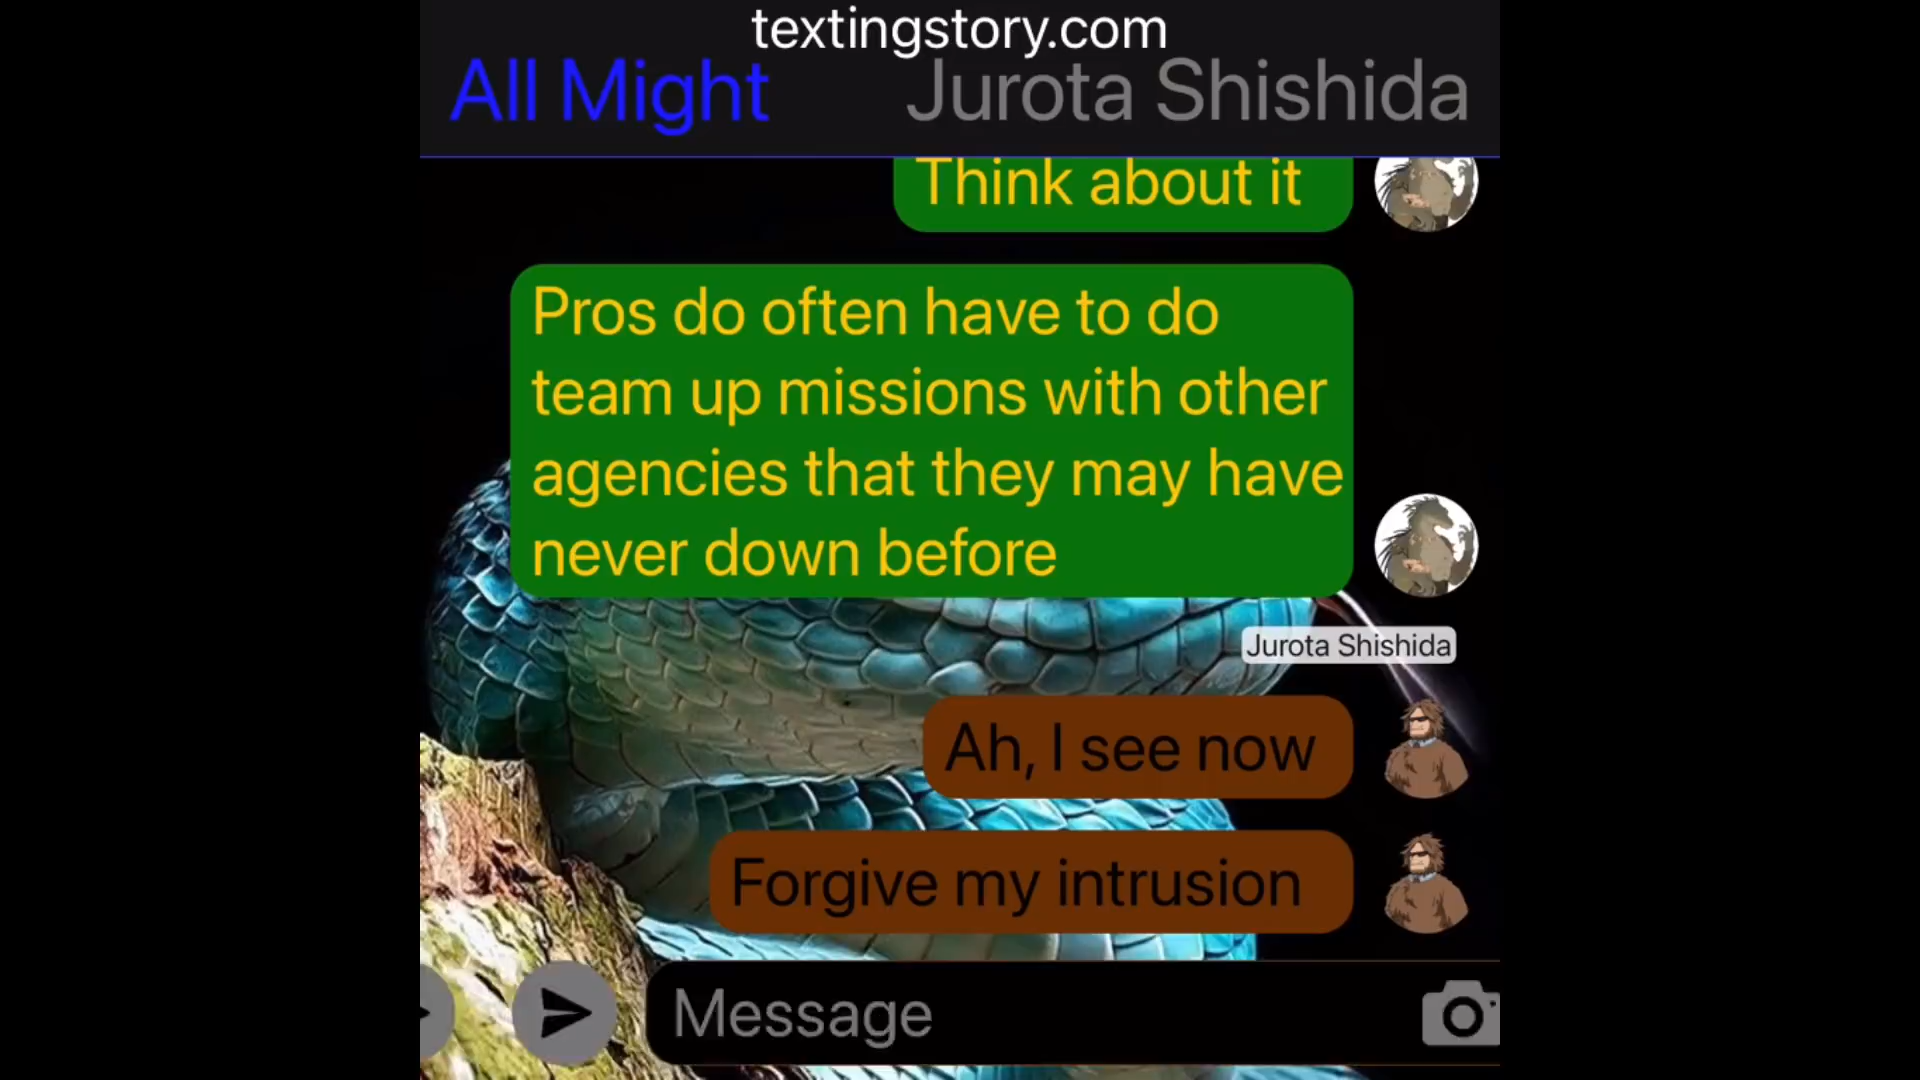 textingstory.com
All Might
Jurota Shishida
Think about it
Pros do often have to do
team up missions with other
agencies that they may have
never down before
Jurota Shishida
Ah, I see now
Forgive my intrusion
Message